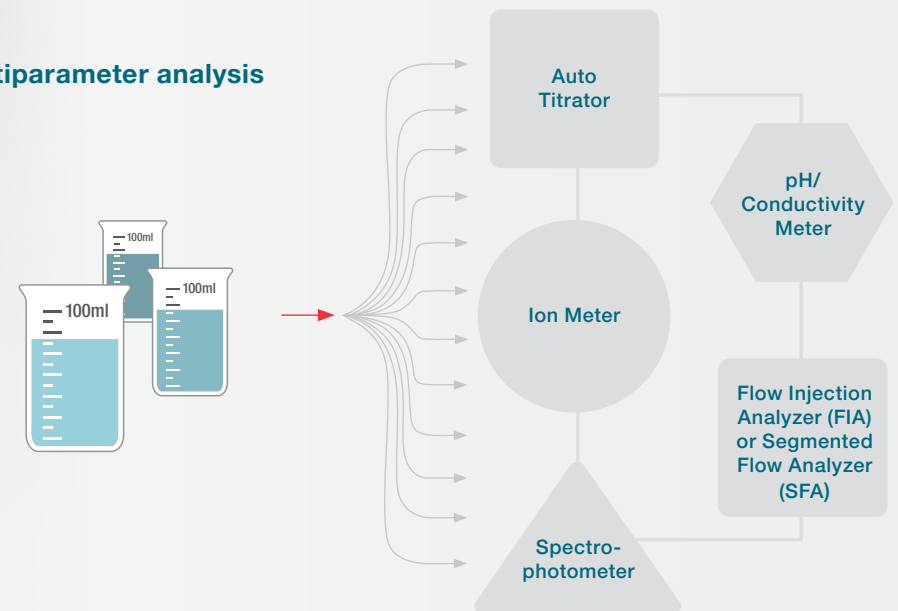 tiparameter analysis
100ml
100ml
100ml
Auto
Titrator
pH/
Conductivity
Meter
Ion Meter
Flow Injection
Analyzer (FIA)
or Segmented
Flow Analyzer
(SFA)
Spectro-
photometer